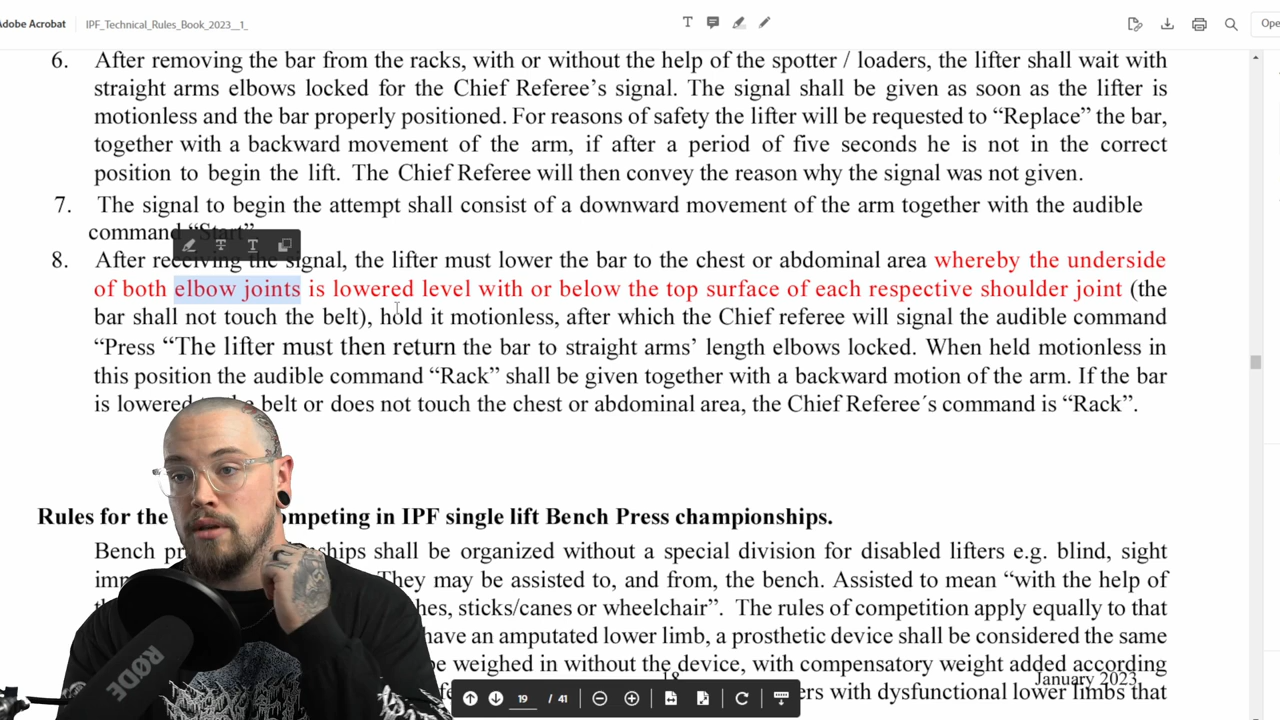 Adobe Acrobat
IPF_Technical_Rules_Book_2023__1_
Ope
6. After removing the bar from the racks, with or without the help of the spotter / loaders, the lifter shall wait with
straight arms elbows locked for the Chief Referee's signal. The signal shall be given as soon as the lifter is
motionless and the bar properly positioned. For reasons of safety the lifter will be requested to "Replace" the bar,
together with a backward movement of the arm, if after a period of five seconds he is not in the correct
position to begin the lift. The Chief Referee will then convey the reason why the signal was not given.
7. The signal to begin the attempt shall consist of a downward movement of the arm together with the audible
command "Start".
8. After receiving the signal, the lifter must lower the bar to the chest or abdominal area whereby the underside
of both elbow joints is lowered level with or below the top surface of each respective shoulder joint (the
bar shall not touch the belt), hold it motionless, after which the Chief referee will signal the audible command
“Press “The lifter must then return the bar to straight arms’ length elbows locked. When held motionless in
this position the audible command “Rack” shall be given together with a backward motion of the arm. If the bar
is lowered belt or does not touch the chest or abdominal area, the Chief Referee´s command is “Rack”.
Rules for the ompeting in IPF single lift Bench Press championships.
Bench pr ships shall be organized without a special division for disabled lifters e.g. blind, sight
They may be assisted to, and from, the bench. Assisted to mean “with the help of
hes, sticks/canes or wheelchair”. The rules of competition apply equally to that
have an amputated lower limb, a prosthetic device shall be considered the same
be weighed in without the device, with compensatory weight added according
18
January 2023
ers with dysfunctional lower limbs that
19 / 41
RØDE